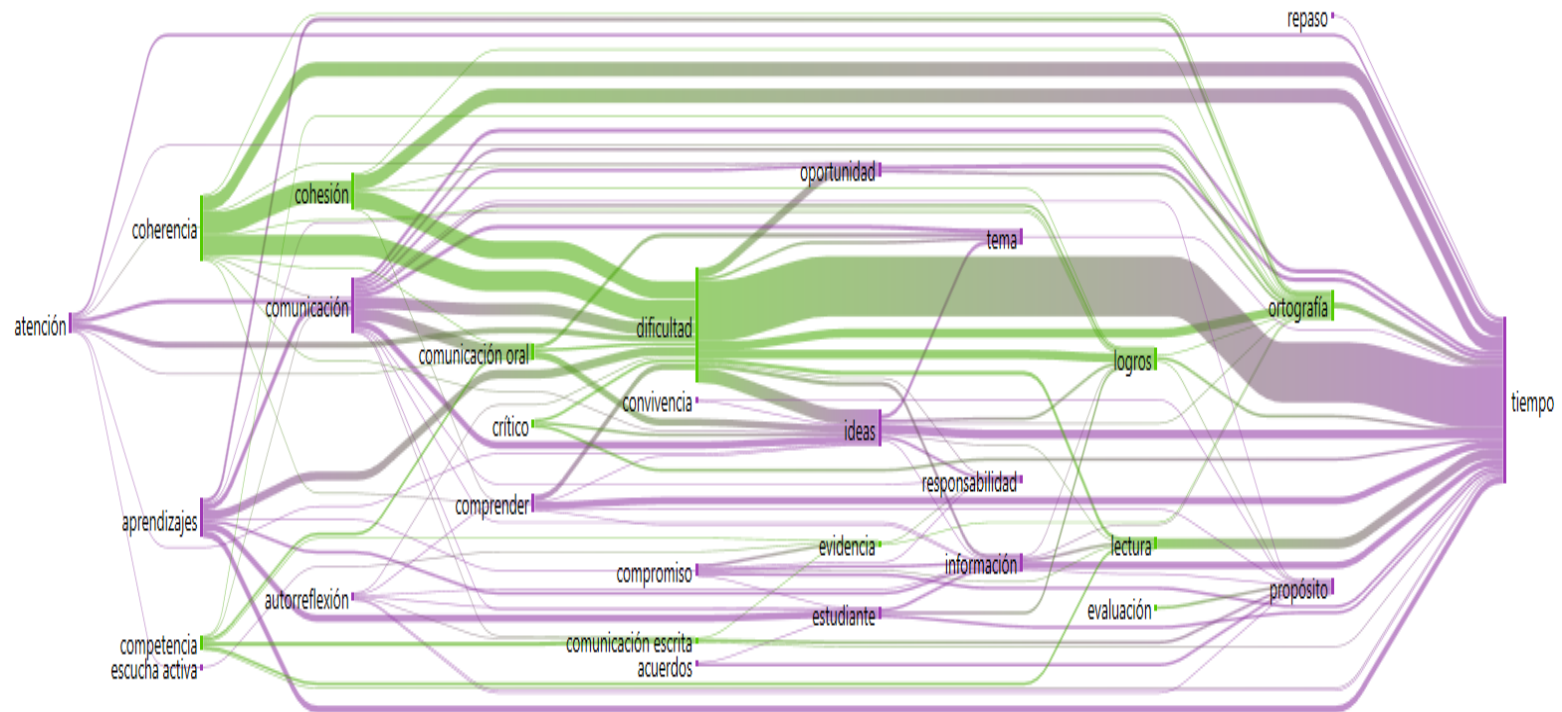 repaso
oportunidad
cohesión
coherencia
tema
comunicación
ortografía
atención
dificultad
comunicación oral
logros
convivencia
tiempo
crítico
ideas
responsabilidad
comprender
aprendizajes
evidencia
lectura
información
compromiso
propósito
autorreflexión
evaluación
estudiante
competencia
comunicación escrita
escucha activa
acuerdos